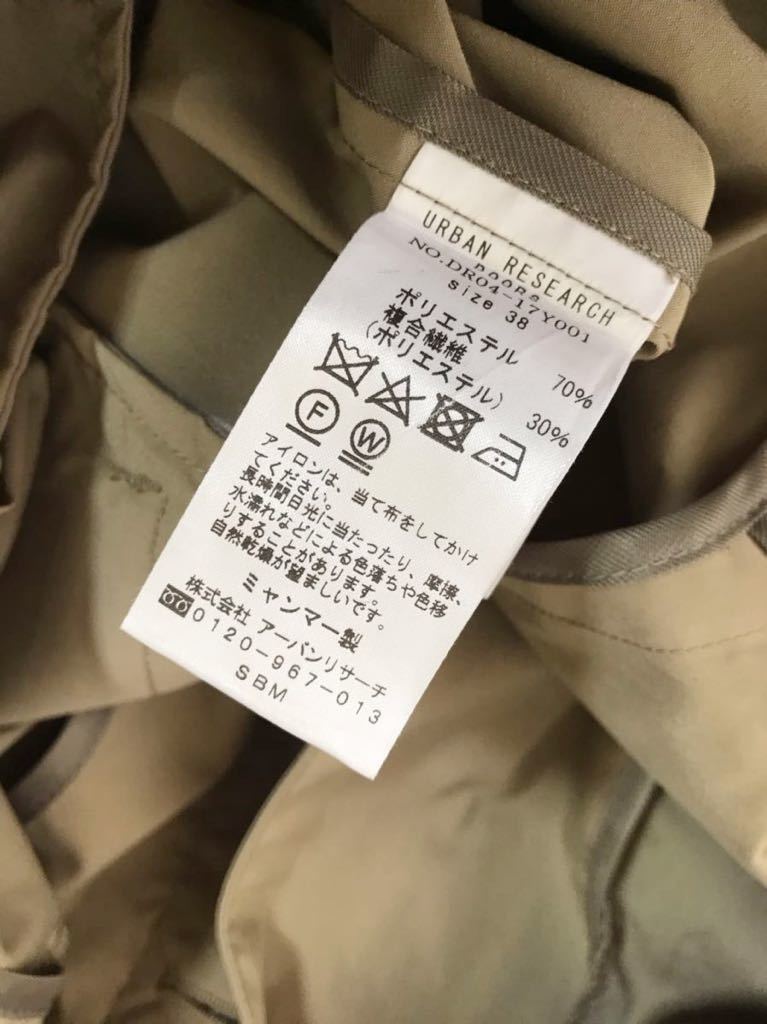 URBAN RESEARCH
DOORS
NO.DR04-17Y001
size 38
ポリエステル 70%
複合繊維
(ポリエステル) 30%
F W
アイロンは、当て布をしてかけ
てください。
長時間日光に当たったり、摩擦、
水濡れなどによる色落ちや色移
りすることがあります。
自然乾燥が望ましいです。
ミャンマー製
株式会社 アーバンリサーチ
0120-967-013
SBM